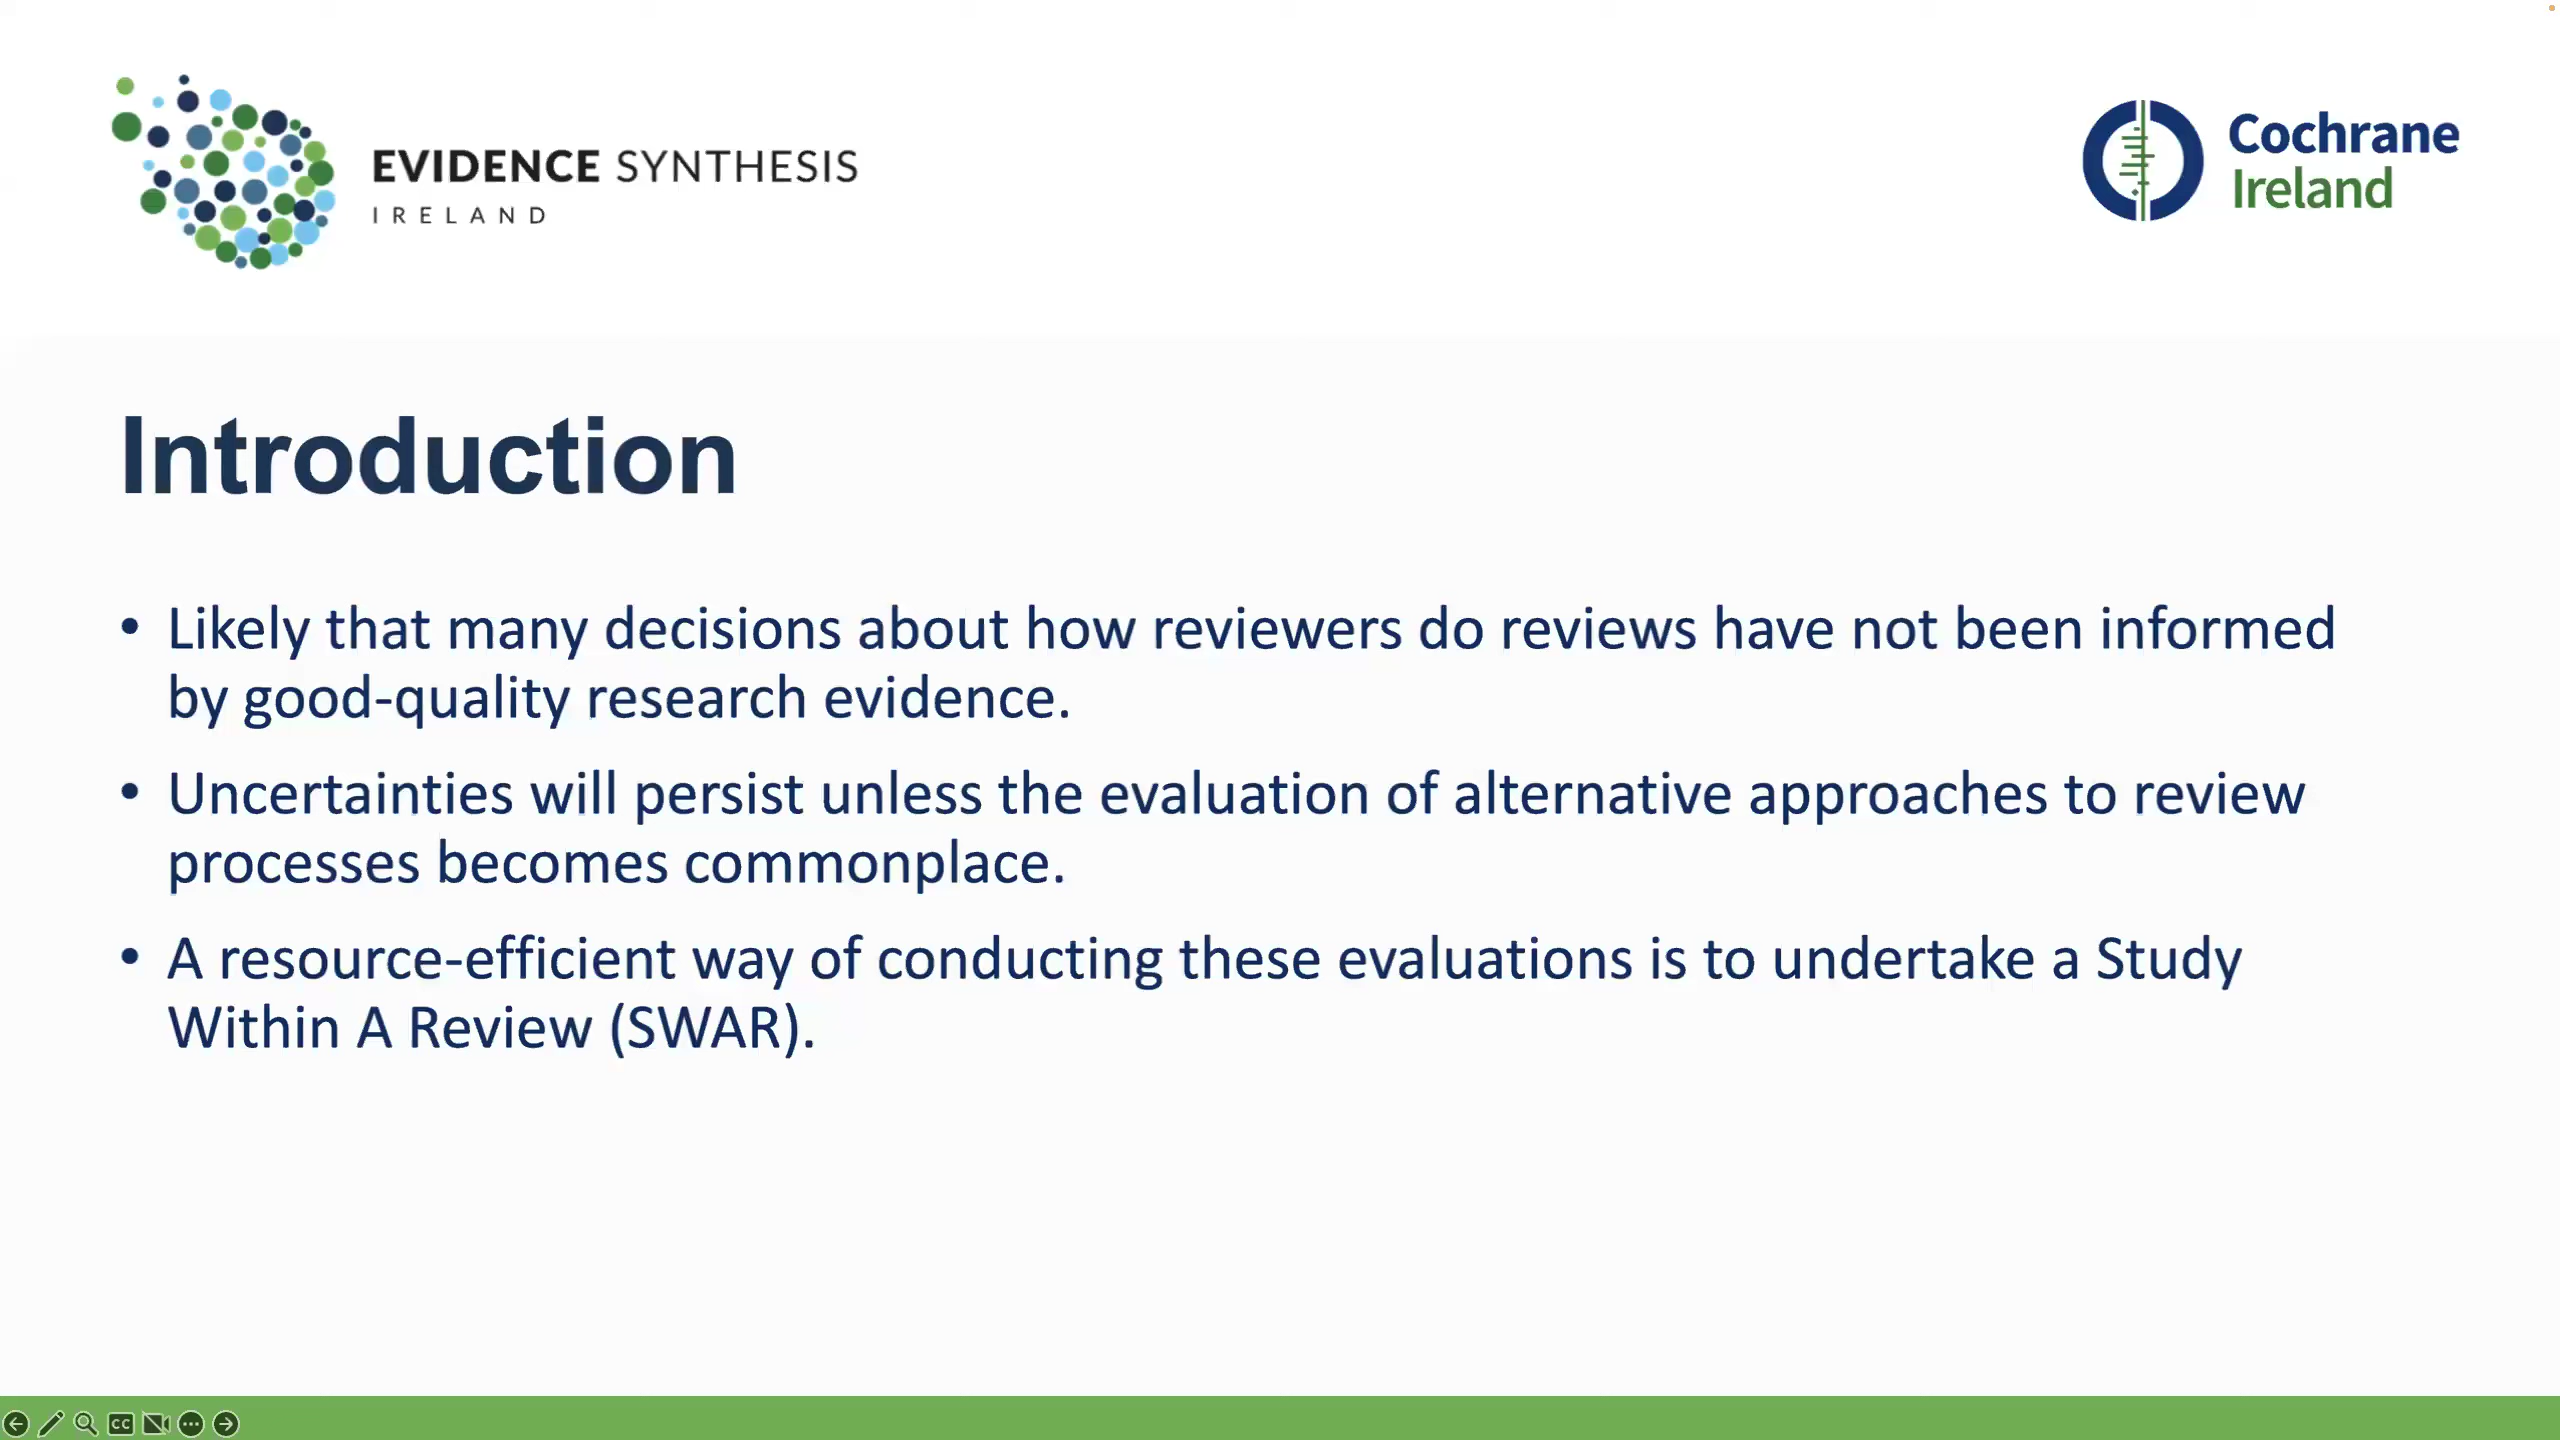 EVIDENCE SYNTHESIS
IRELAND
Cochrane
Ireland
Introduction
• Likely that many decisions about how reviewers do reviews have not been informed
by good-quality research evidence.
• Uncertainties will persist unless the evaluation of alternative approaches to review
processes becomes commonplace.
• A resource-efficient way of conducting these evaluations is to undertake a Study
Within A Review (SWAR).
CC